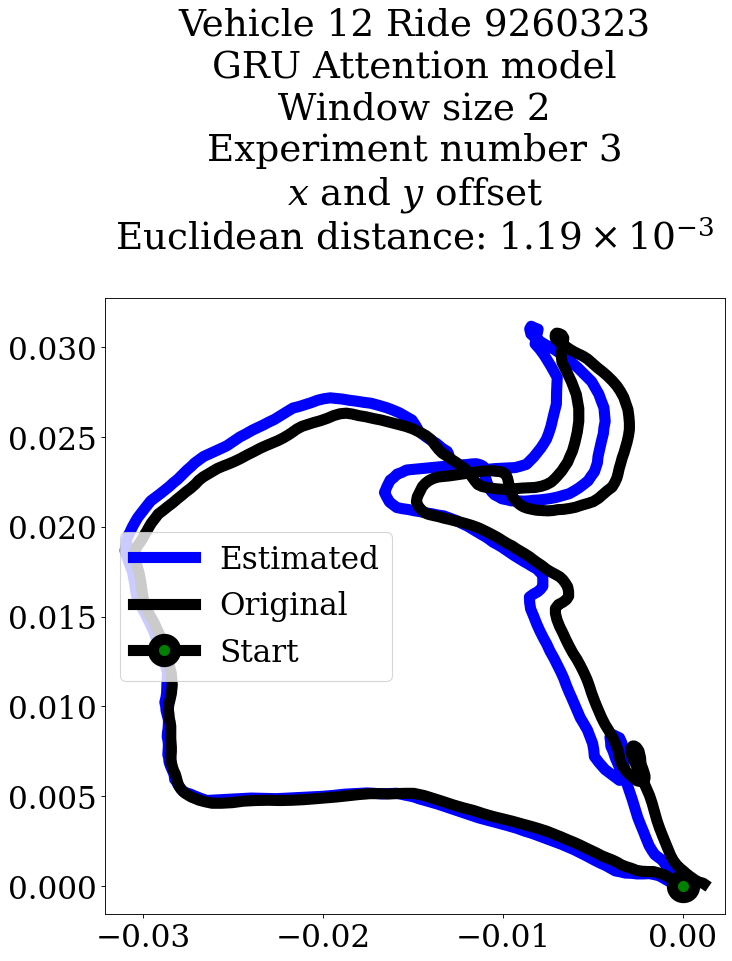 Vehicle 12 Ride 9260323
GRU Attention model
Window size 2
Experiment number 3
x and y offset
Euclidean distance: 1.19 × 10⁻³
0.030
0.025
0.020
0.015
0.010
0.005
0.000
Estimated
Original
Start
−0.03 −0.02 −0.01 0.00